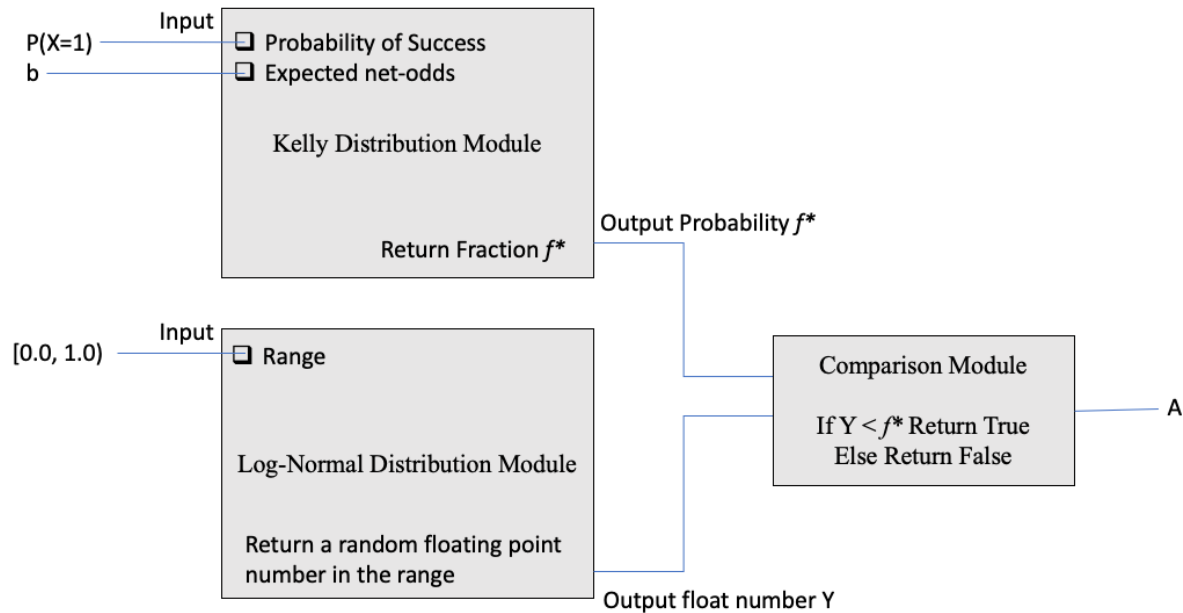 Input
P(X=1)
Probability of Success
b
Expected net-odds
Kelly Distribution Module
Return Fraction f*
Output Probability f*
Input
[0.0, 1.0)
Range
Log-Normal Distribution Module
Return a random floating point
number in the range
Output float number Y
Comparison Module
If Y < f* Return True
Else Return False
A